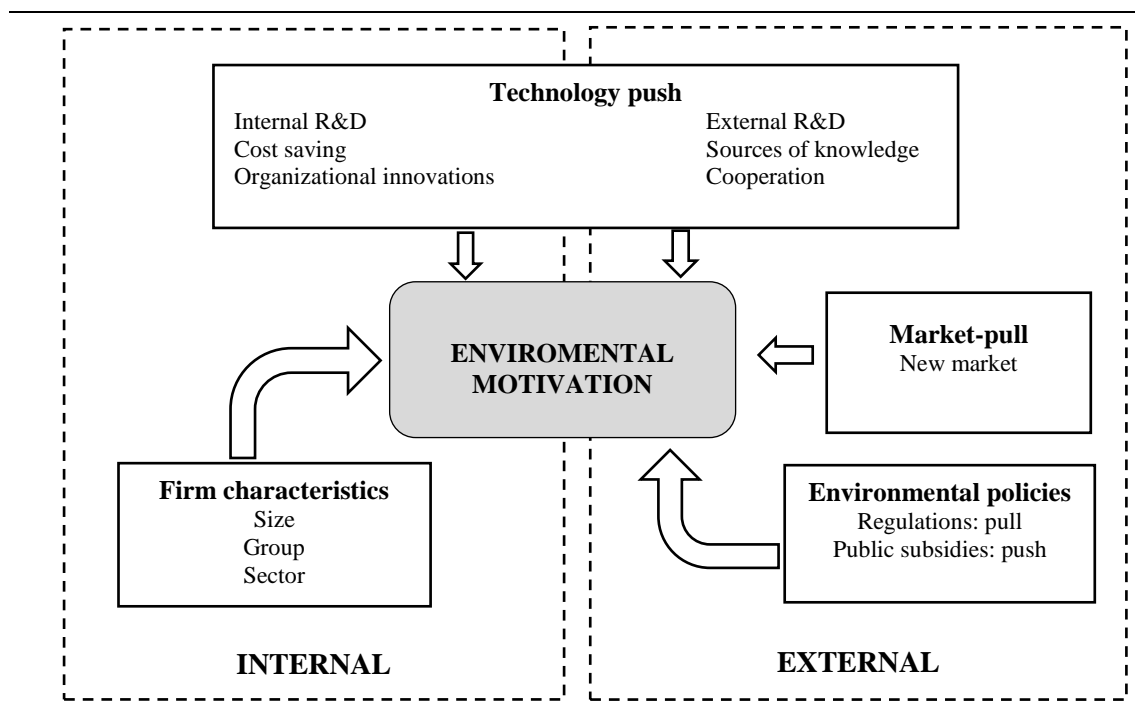 Technology push
Internal R&D
Cost saving
Organizational innovations
External R&D
Sources of knowledge
Cooperation
ENVIROMENTAL
MOTIVATION
Market-pull
New market
Firm characteristics
Size
Group
Sector
Environmental policies
Regulations: pull
Public subsidies: push
INTERNAL
EXTERNAL